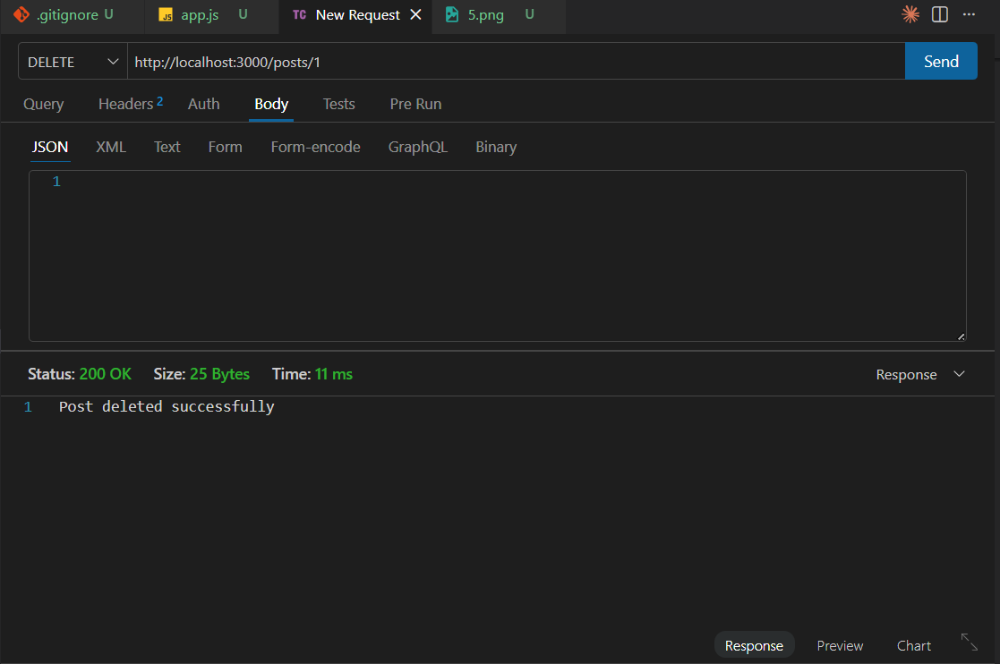 .gitignore U JS app.js U TC New Request 5.png U
DELETE http://localhost:3000/posts/1 Send
Query Headers 2 Auth Body Tests Pre Run
JSON XML Text Form Form-encode GraphQL Binary
1
Status: 200 OK Size: 25 Bytes Time: 11 ms Response
1 Post deleted successfully
Response Preview Chart